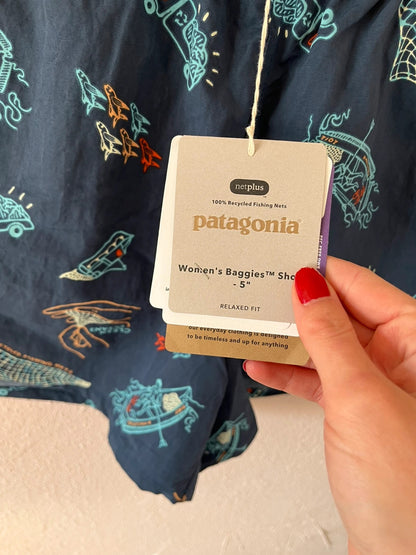 netplus
100% Recycled Fishing Nets
patagonia
Women's Baggies™ Sho
- 5"
RELAXED FIT
our everyday clothing is designed
to be timeless and up for anything